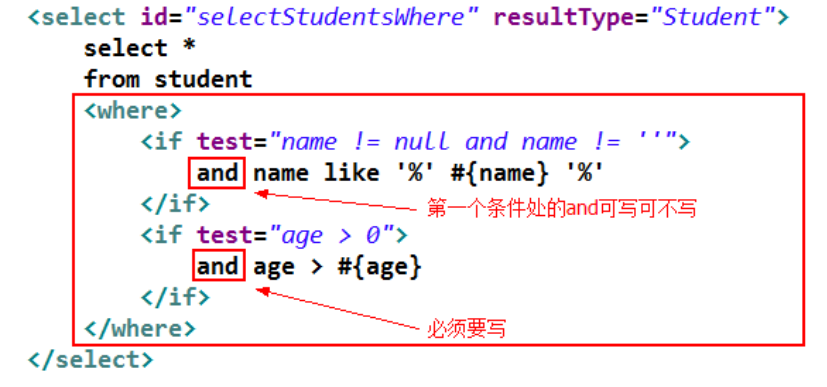 <select id="selectStudentsWhere" resultType="Student">
select *
from student
<where>
<if test="name != null and name != ''">
and name like '%' #{name} '%'
第一个条件处的and可写可不写
</if>
<if test="age > 0">
and age > #{age}
</if>
必须要写
</where>
</select>